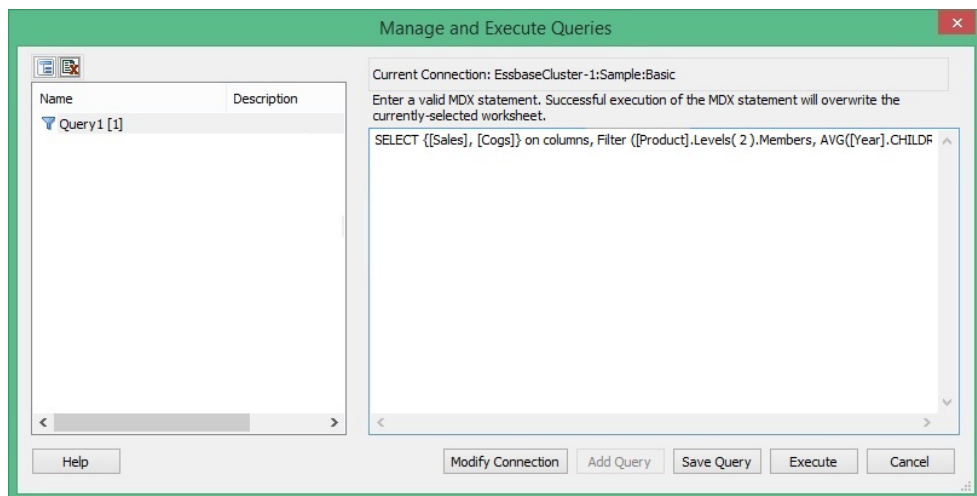 Manage and Execute Queries
Name Description
Query1 [1]
Current Connection: EssbaseCluster-1:Sample:Basic
Enter a valid MDX statement. Successful execution of the MDX statement will overwrite the
currently-selected worksheet.
SELECT {[Sales], [Cogs]} on columns, Filter ([Product].Levels( 2 ).Members, AVG([Year].CHILDR
Help Modify Connection Add Query Save Query Execute Cancel